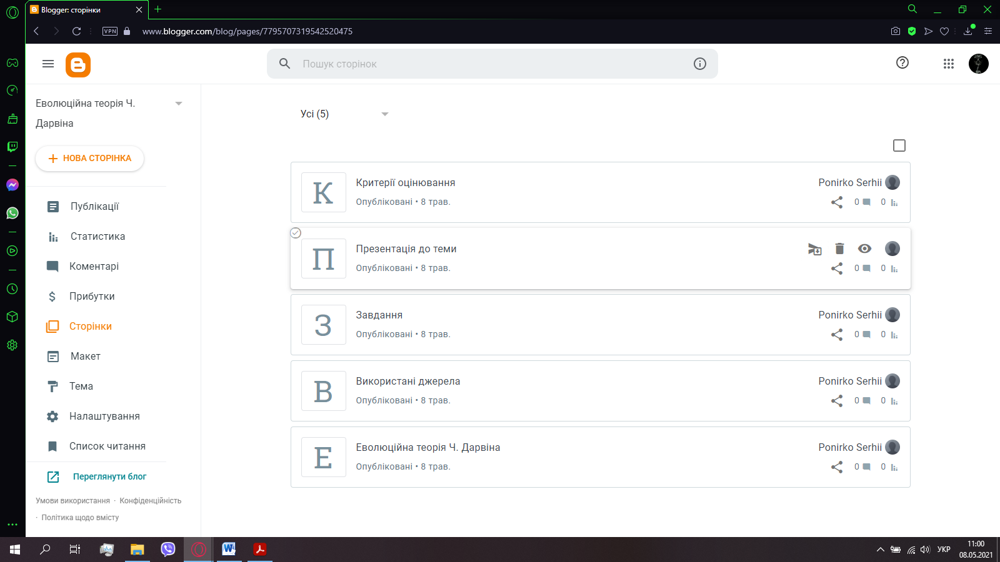 Blogger: сторінки
VPN
www.blogger.com/blog/pages/7795707319542520475
Пошук сторінок
Еволюційна теорія Ч.
Дарвіна
НОВА СТОРІНКА
Публікації
Статистика
Коментарі
Прибутки
Сторінки
Макет
Тема
Налаштування
Список читання
Переглянути блог
Умови використання · Конфіденційність
· Політика щодо вмісту
Усі (5)
К
Критерії оцінювання
Опубліковані • 8 трав.
Ponirko Serhii
0 0
П
Презентація до теми
Опубліковані • 8 трав.
0 0
З
Завдання
Опубліковані • 8 трав.
Ponirko Serhii
0 0
В
Використані джерела
Опубліковані • 8 трав.
Ponirko Serhii
0 0
Е
Еволюційна теорія Ч. Дарвіна
Опубліковані • 8 трав.
Ponirko Serhii
0 0
УКР
11:00
08.05.2021